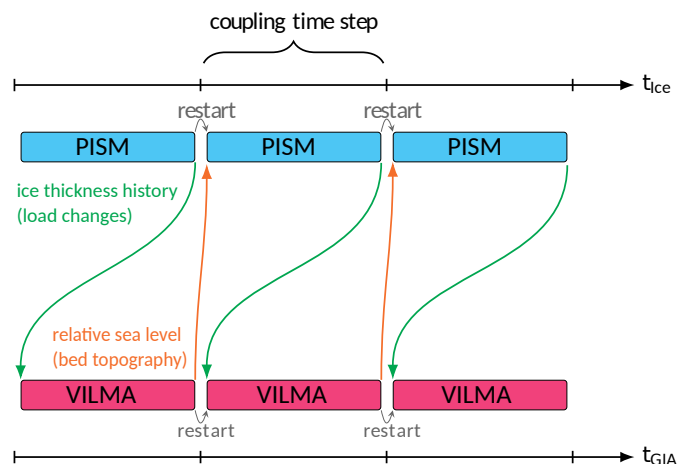 coupling time step
t_Ice
restart restart
PISM PISM PISM
ice thickness history
(load changes)
relative sea level
(bed topography)
VILMA VILMA VILMA
restart restart
t_GIA